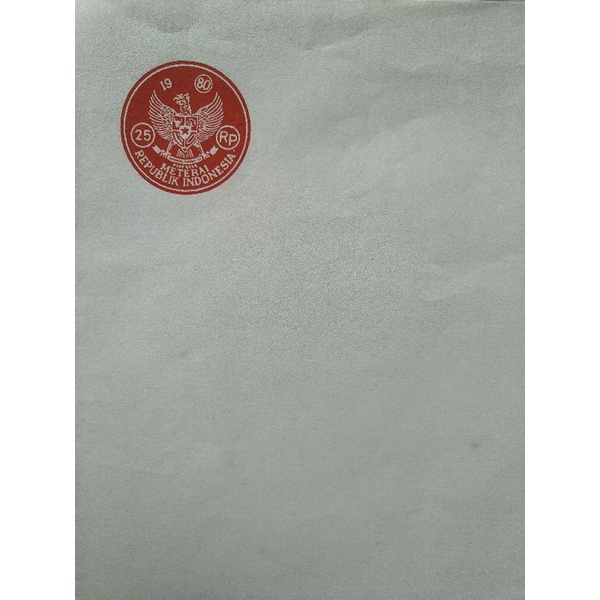 19 80
25 Rp
METERAI
REPUBLIK INDONESIA